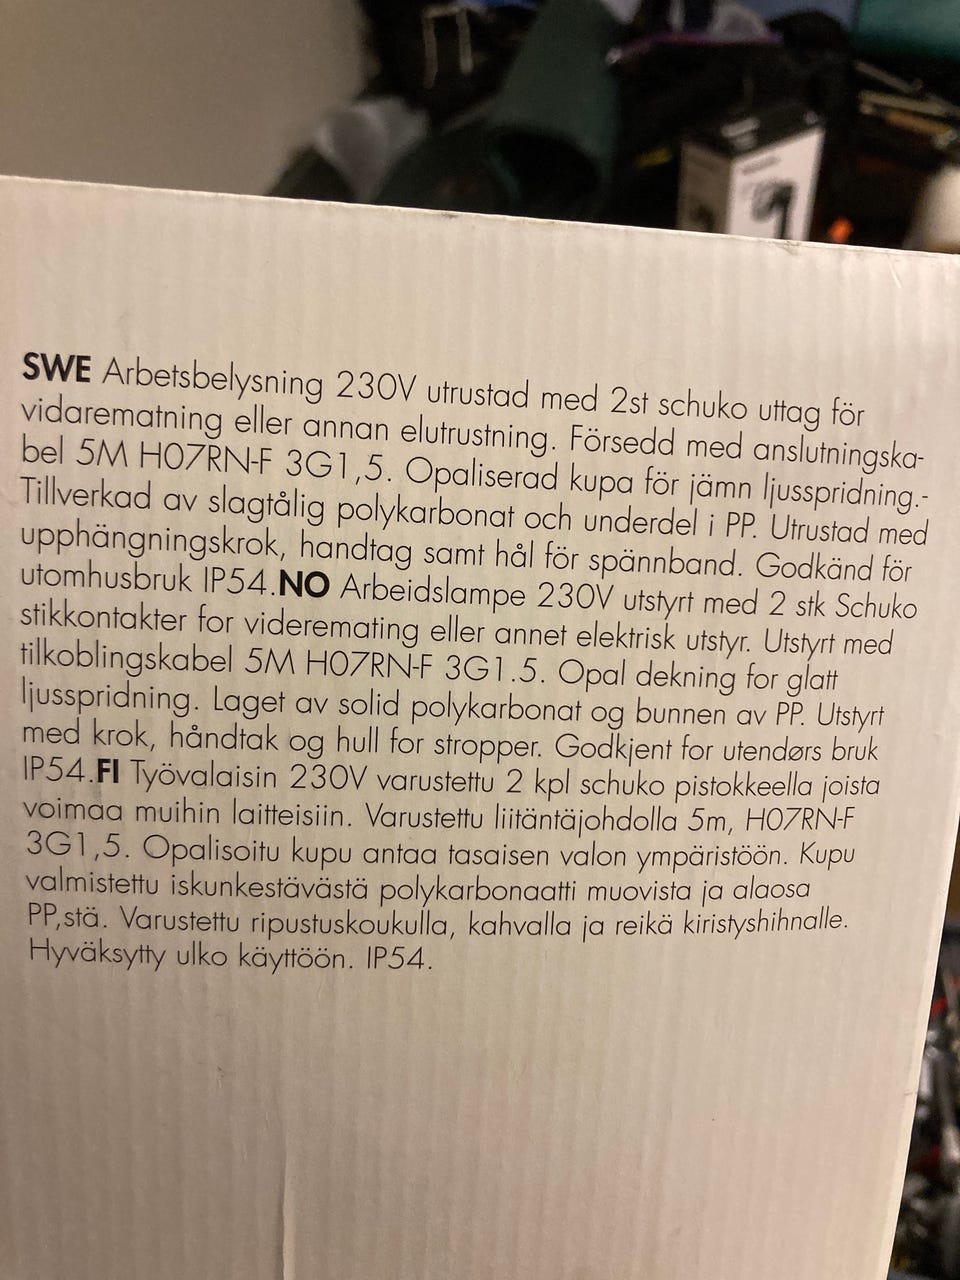 SWE Arbetsbelysning 230V utrustad med 2st schuko uttag för
vidarematning eller annan elutrustning. Försedd med anslutningska-
bel 5M H07RN-F 3G1,5. Opaliserad kupa för jämn ljusspridning.-
Tillverkad av slagtålig polykarbonat och underdel i PP. Utrustad med
upphängningskrok, handtag samt hål för spännband. Godkänd för
utomhusbruk IP54.NO Arbeidslampe 230V utstyrt med 2 stk Schuko
stikkontakter for videremating eller annet elektrisk utstyr. Utstyrt med
tilkoblingskabel 5M H07RN-F 3G1.5. Opal dekning for glatt
ljusspridning. Laget av solid polykarbonat og bunnen av PP. Utstyrt
med krok, håndtak og hull for stropper. Godkjent for utendørs bruk
IP54.FI Työvalaisin 230V varustettu 2 kpl schuko pistokkeella joista
voimaa muihin laitteisiin. Varustettu liitäntäjohdolla 5m, H07RN-F
3G1,5. Opalisoitu kupu antaa tasaisen valon ympäristöön. Kupu
valmistettu iskunkestävästä polykarbonaatti muovista ja alaosa
PP,stä. Varustettu ripustuskoukulla, kahvalla ja reikä kiristyshihnalle.
Hyväksytty ulko käyttöön. IP54.